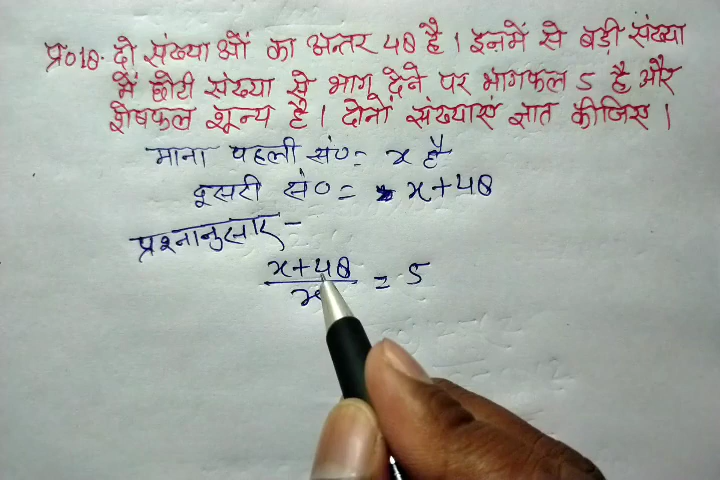 प्र०18. दो संख्याओं का अन्तर 48 है। इनमें से बड़ी संख्या
में छोटी संख्या से भाग देने पर भागफल 5 है और
शेषफल शून्य है। दोनों संख्याएं ज्ञात कीजिए।
माना पहली सं०= x है
दूसरी सं० = x+48
प्रश्नानुसार-
x+48
x
= 5